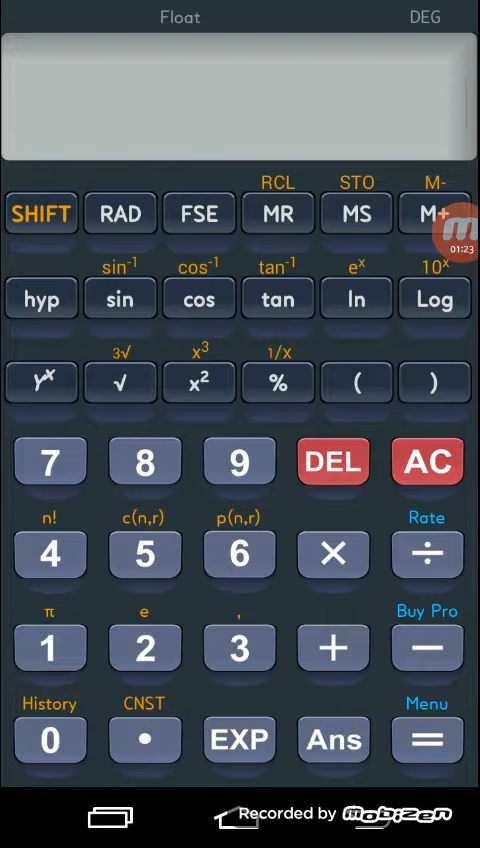 Float DEG
RCL STO M-
SHIFT RAD FSE MR MS M+
01:23
sin⁻¹ cos⁻¹ tan⁻¹ eˣ 10ˣ
hyp sin cos tan ln Log
3√ x³ 1/X
Yˣ √ x² % ( )
7 8 9 DEL AC
n! c(n,r) p(n,r) Rate
4 5 6 × ÷
π e , Buy Pro
1 2 3 + −
History CNST Menu
0 • EXP Ans =
Recorded by mobizen